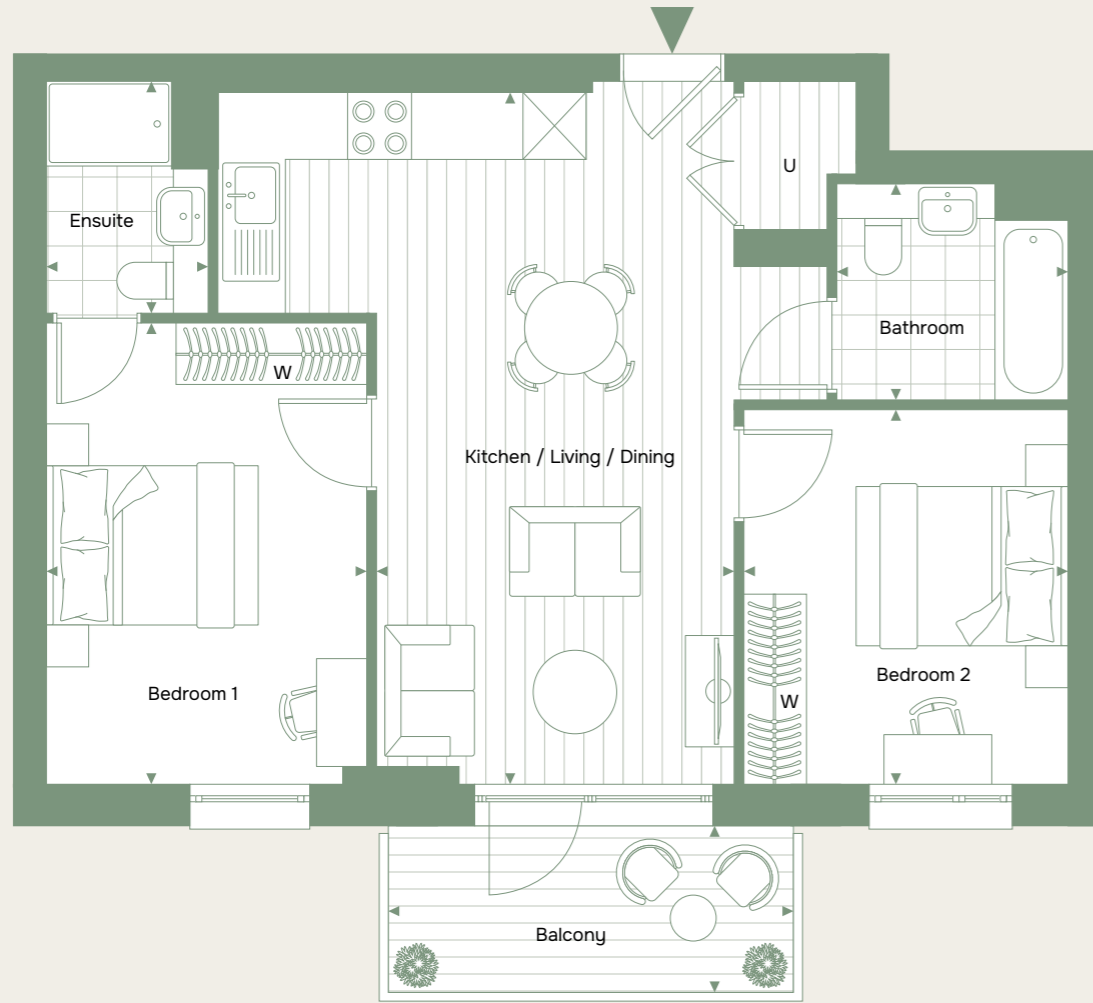 U
Ensuite
Bathroom
W
Kitchen / Living / Dining
Bedroom 2
Bedroom 1
W
Balcony